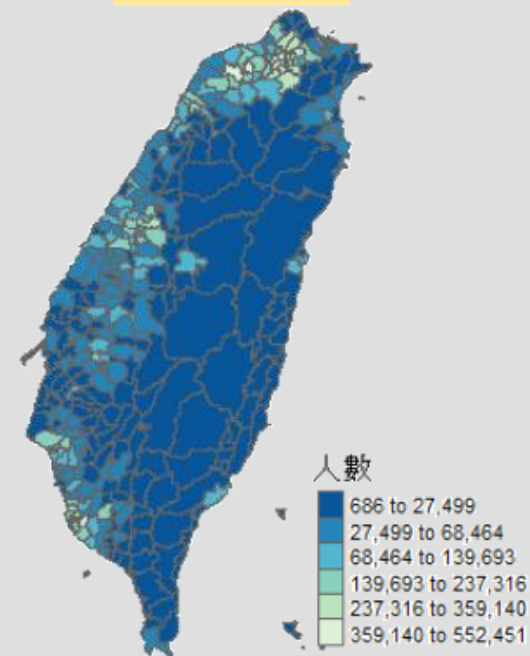 人數
686 to 27,499
27,499 to 68,464
68,464 to 139,693
139,693 to 237,316
237,316 to 359,140
359,140 to 552,451